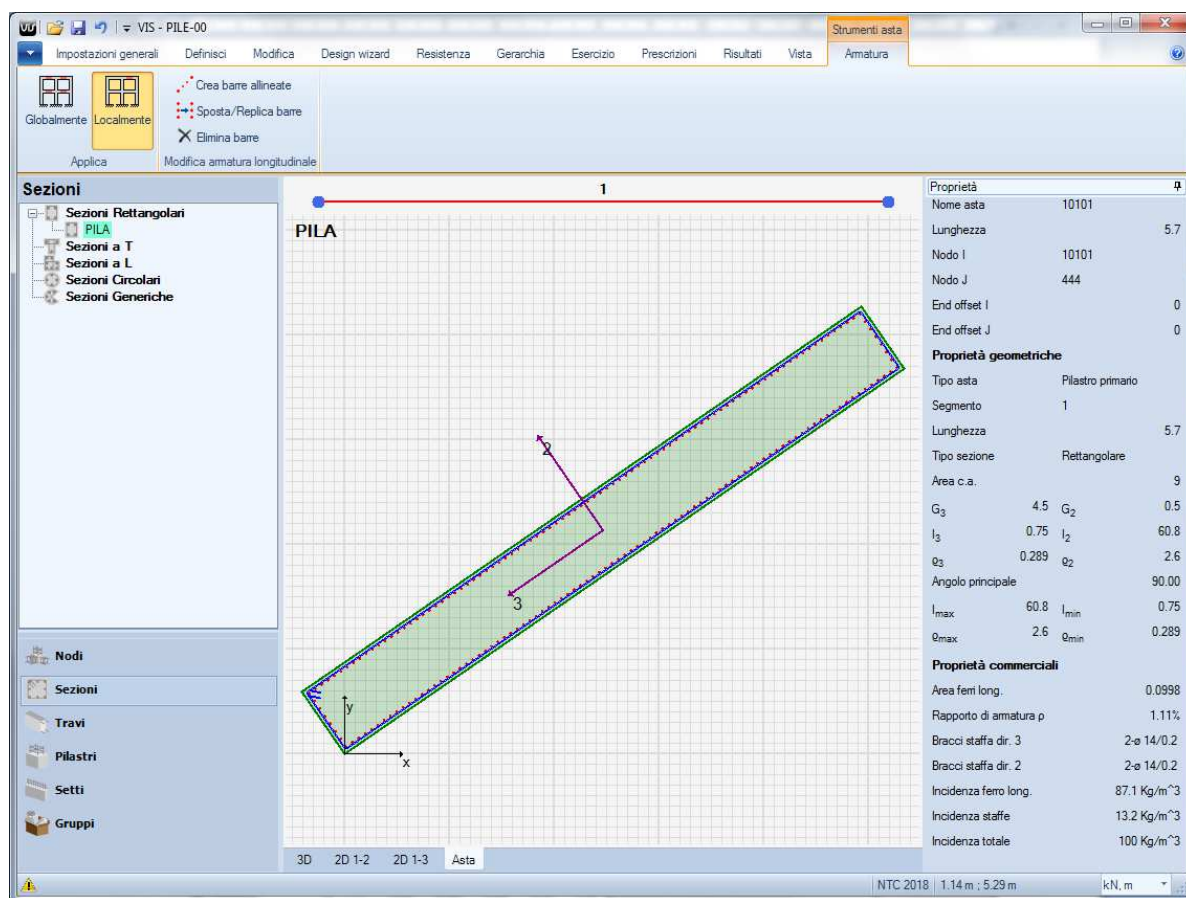 VIS - PILE-00
Strumenti asta
Impostazioni generali Definisci Modifica Design wizard Resistenza Gerarchia Esercizio Prescrizioni Risultati Vista Armatura
Crea barre allineate
Sposta/Replica barre
Globalmente Localmente
Elimina barre
Applica Modifica armatura longitudinale
Sezioni
Sezioni Rettangolari
PILA
Sezioni a T
Sezioni a L
Sezioni Circolari
Sezioni Generiche
Nodi
Sezioni
Travi
Pilastri
Setti
Gruppi
1
PILA
2
3
y
x
3D 2D 1-2 2D 1-3 Asta
Proprietà
Nome asta 10101
Lunghezza 5.7
Nodo I 10101
Nodo J 444
End offset I 0
End offset J 0
Proprietà geometriche
Tipo asta Pilastro primario
Segmento 1
Lunghezza 5.7
Tipo sezione Rettangolare
Area c.a. 9
G3 4.5 G2 0.5
I3 0.75 I2 60.8
ϱ3 0.289 ϱ2 2.6
Angolo principale 90.00
Imax 60.8 Imin 0.75
ϱmax 2.6 ϱmin 0.289
Proprietà commerciali
Area ferri long. 0.0998
Rapporto di armatura ρ 1.11%
Bracci staffa dir. 3 2-ø 14/0.2
Bracci staffa dir. 2 2-ø 14/0.2
Incidenza ferro long. 87.1 Kg/m^3
Incidenza staffe 13.2 Kg/m^3
Incidenza totale 100 Kg/m^3
NTC 2018 1.14 m ; 5.29 m kN, m